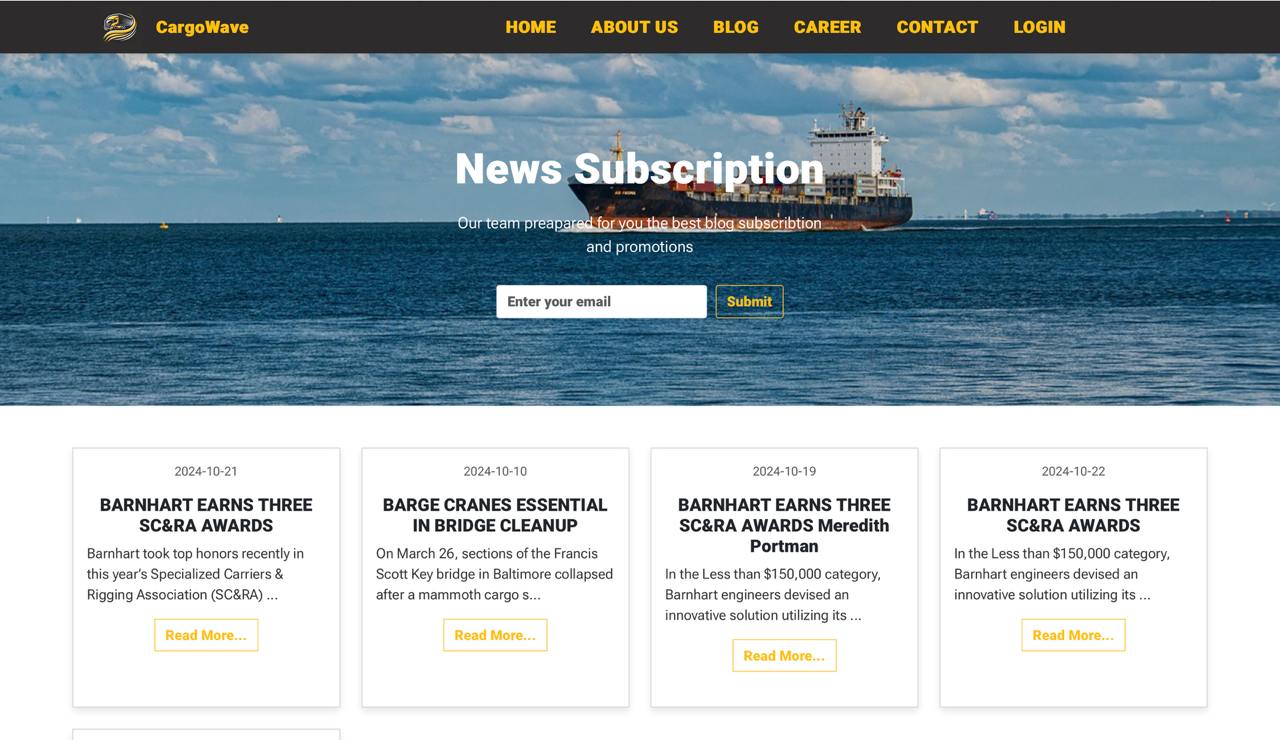 CargoWave
HOME ABOUT US BLOG CAREER CONTACT LOGIN
News Subscription
Our team preapared for you the best blog subscribtion
and promotions
Enter your email Submit
2024-10-21
BARNHART EARNS THREE
SC&RA AWARDS
Barnhart took top honors recently in
this year's Specialized Carriers &
Rigging Association (SC&RA) ...
Read More...
2024-10-10
BARGE CRANES ESSENTIAL
IN BRIDGE CLEANUP
On March 26, sections of the Francis
Scott Key bridge in Baltimore collapsed
after a mammoth cargo s...
Read More...
2024-10-19
BARNHART EARNS THREE
SC&RA AWARDS Meredith
Portman
In the Less than $150,000 category,
Barnhart engineers devised an
innovative solution utilizing its ...
Read More...
2024-10-22
BARNHART EARNS THREE
SC&RA AWARDS
In the Less than $150,000 category,
Barnhart engineers devised an
innovative solution utilizing its ...
Read More...